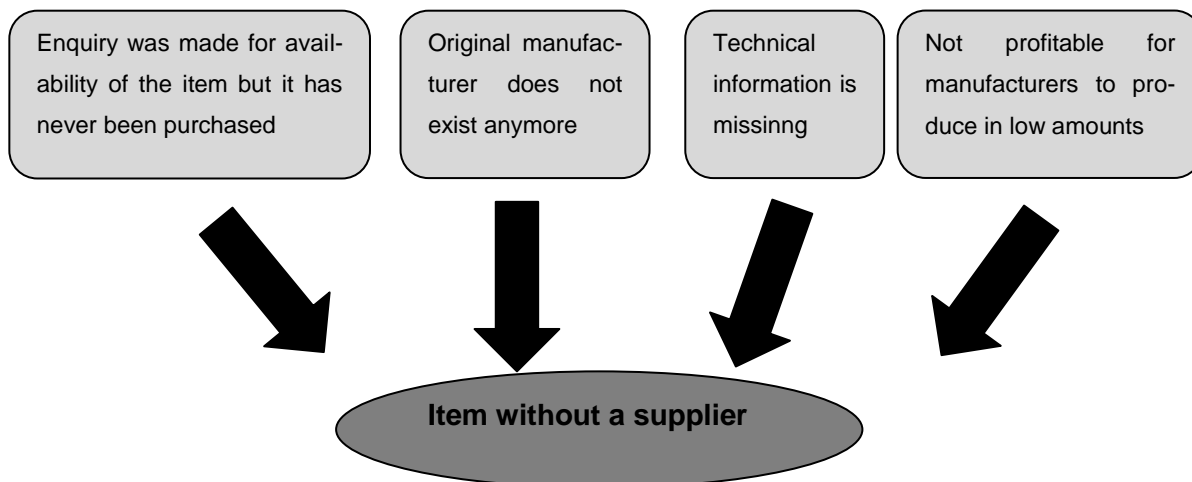 Enquiry was made for avail-
ability of the item but it has
never been purchased
Original manufac-
turer does not
exist anymore
Technical
information is
missinng
Not profitable for
manufacturers to pro-
duce in low amounts
Item without a supplier